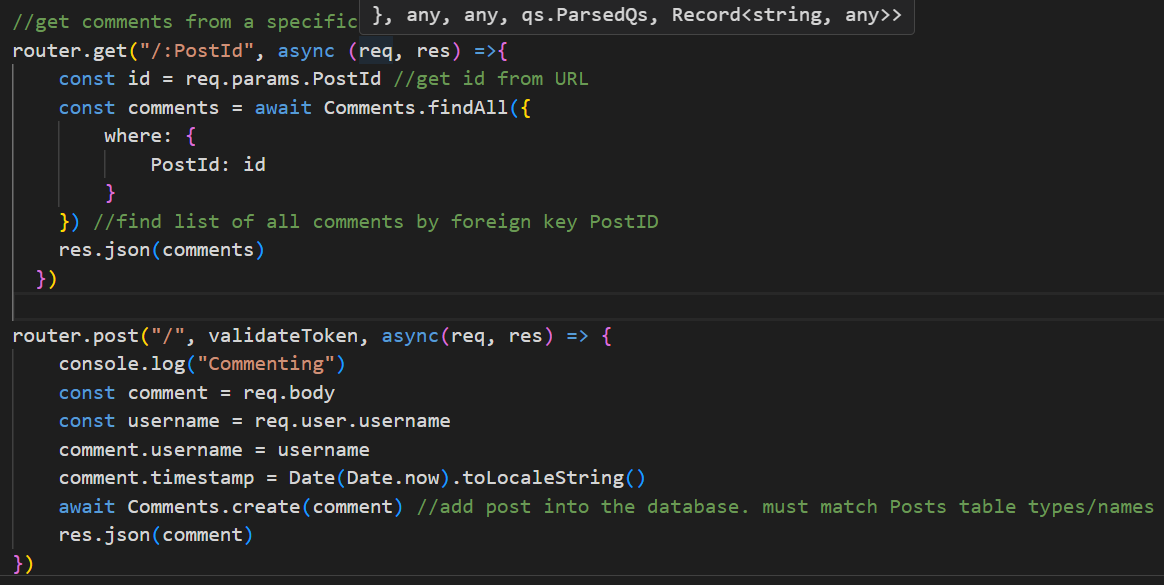 //get comments from a specific
}, any, any, qs.ParsedQs, Record<string, any>>
router.get("/:PostId", async (req, res) =>{
    const id = req.params.PostId //get id from URL
    const comments = await Comments.findAll({
        where: {
            PostId: id
        }
    }) //find list of all comments by foreign key PostID
    res.json(comments)
  })
router.post("/", validateToken, async(req, res) => {
    console.log("Commenting")
    const comment = req.body
    const username = req.user.username
    comment.username = username
    comment.timestamp = Date(Date.now).toLocaleString()
    await Comments.create(comment) //add post into the database. must match Posts table types/names
    res.json(comment)
})